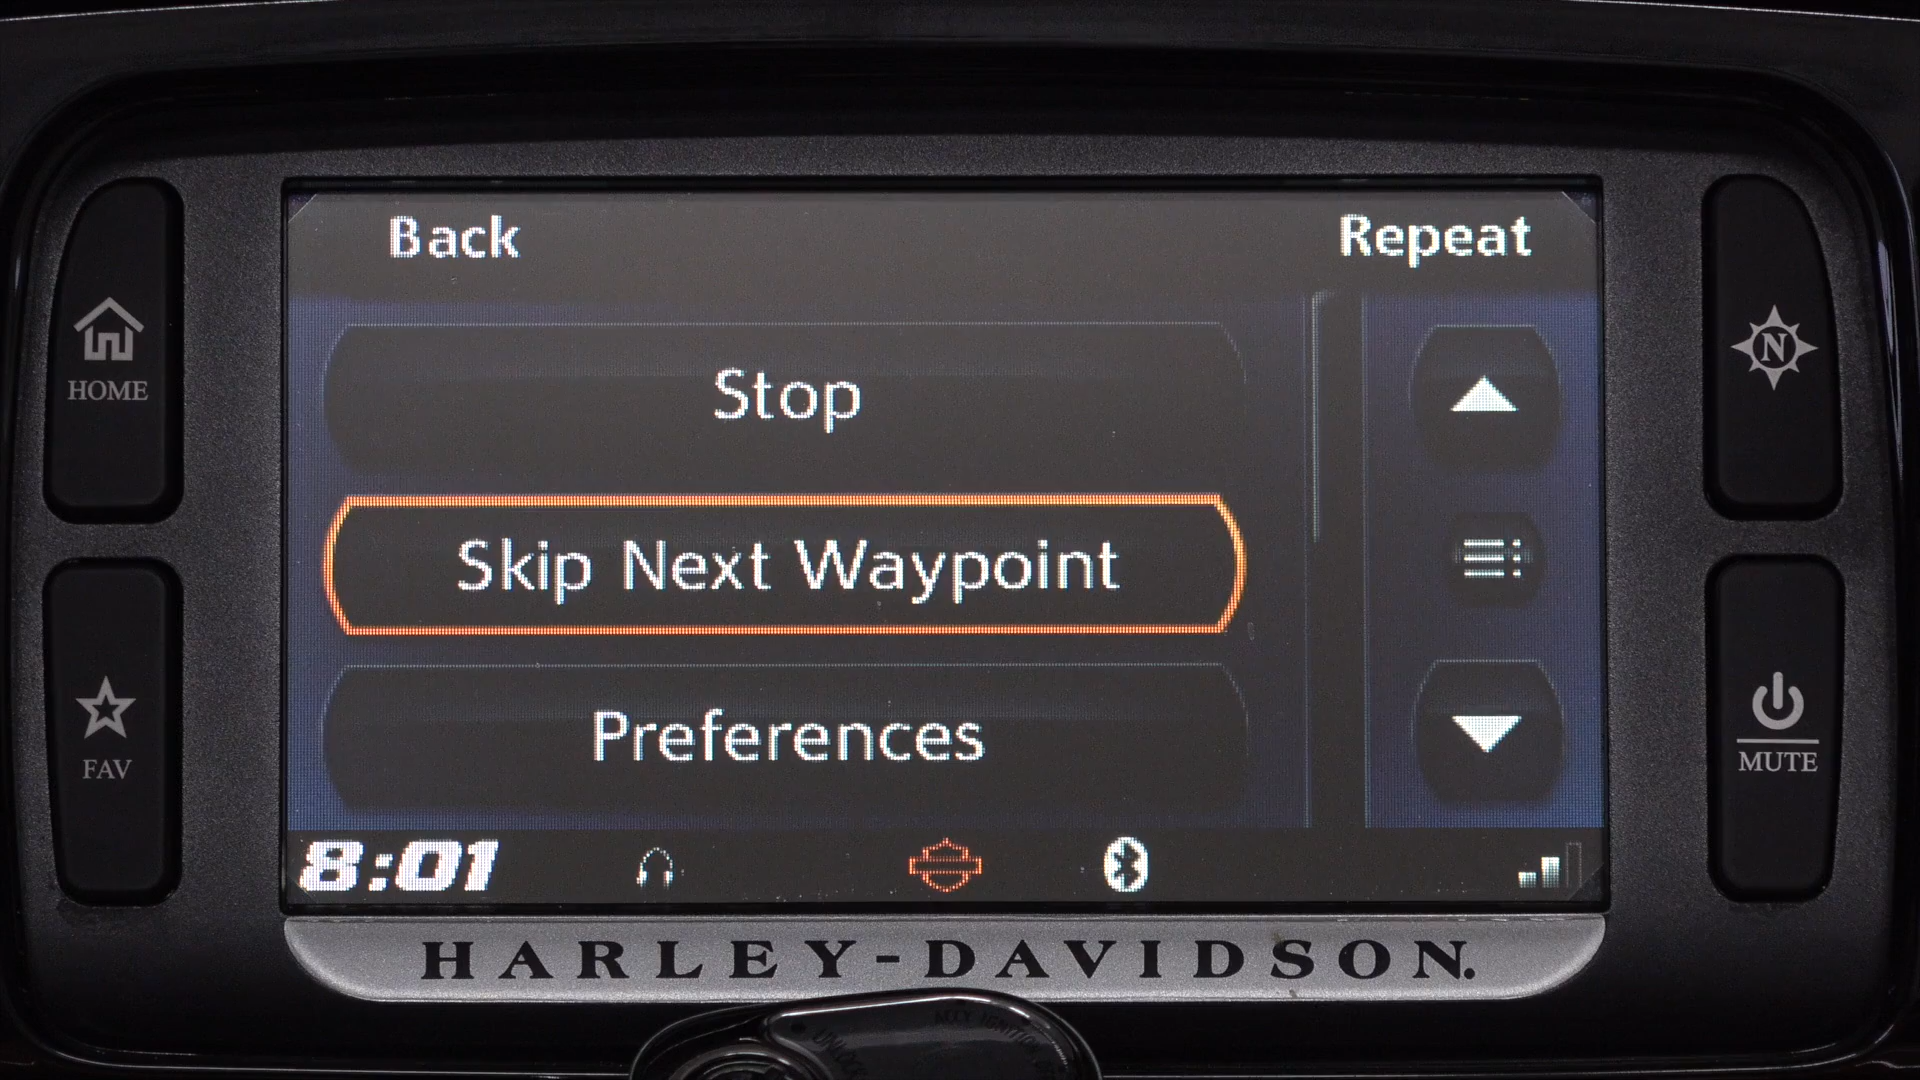 Back
Repeat
HOME
N
Stop
Skip Next Waypoint
Preferences
FAV
MUTE
8:01
HARLEY-DAVIDSON.